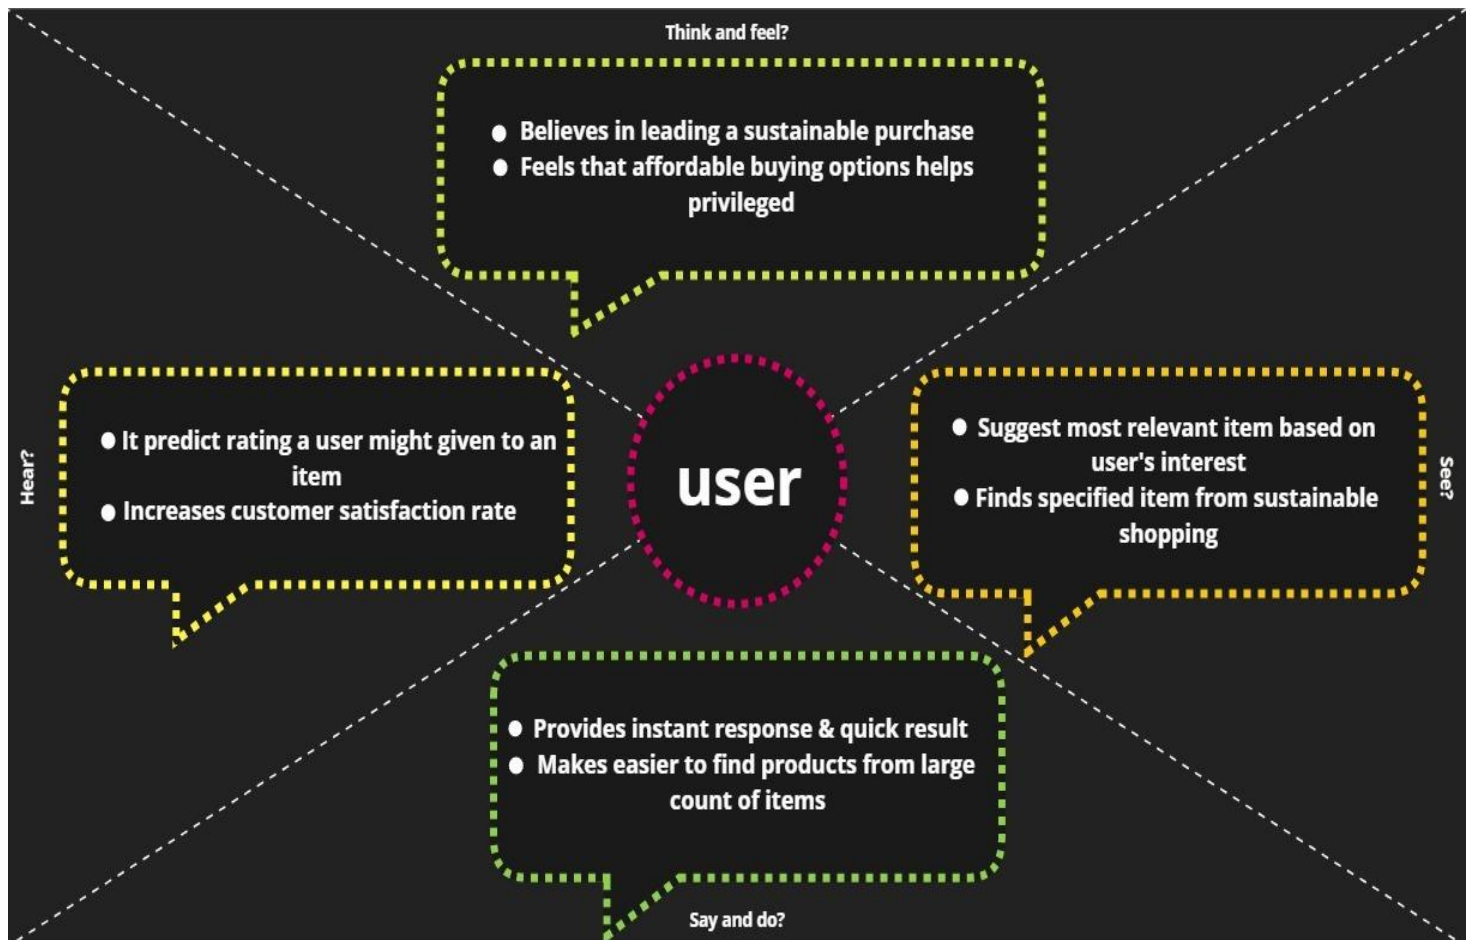 Think and feel?
● Believes in leading a sustainable purchase
● Feels that affordable buying options helps
privileged
Hear?
● It predict rating a user might given to an
item
● Increases customer satisfaction rate
user
● Suggest most relevant item based on
user's interest
● Finds specified item from sustainable
shopping
See?
● Provides instant response & quick result
● Makes easier to find products from large
count of items
Say and do?